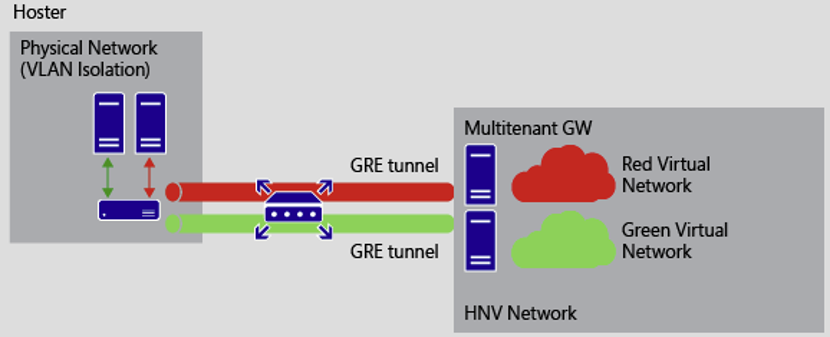 Hoster
Physical Network
(VLAN Isolation)
GRE tunnel
GRE tunnel
Multitenant GW
Red Virtual
Network
Green Virtual
Network
HNV Network